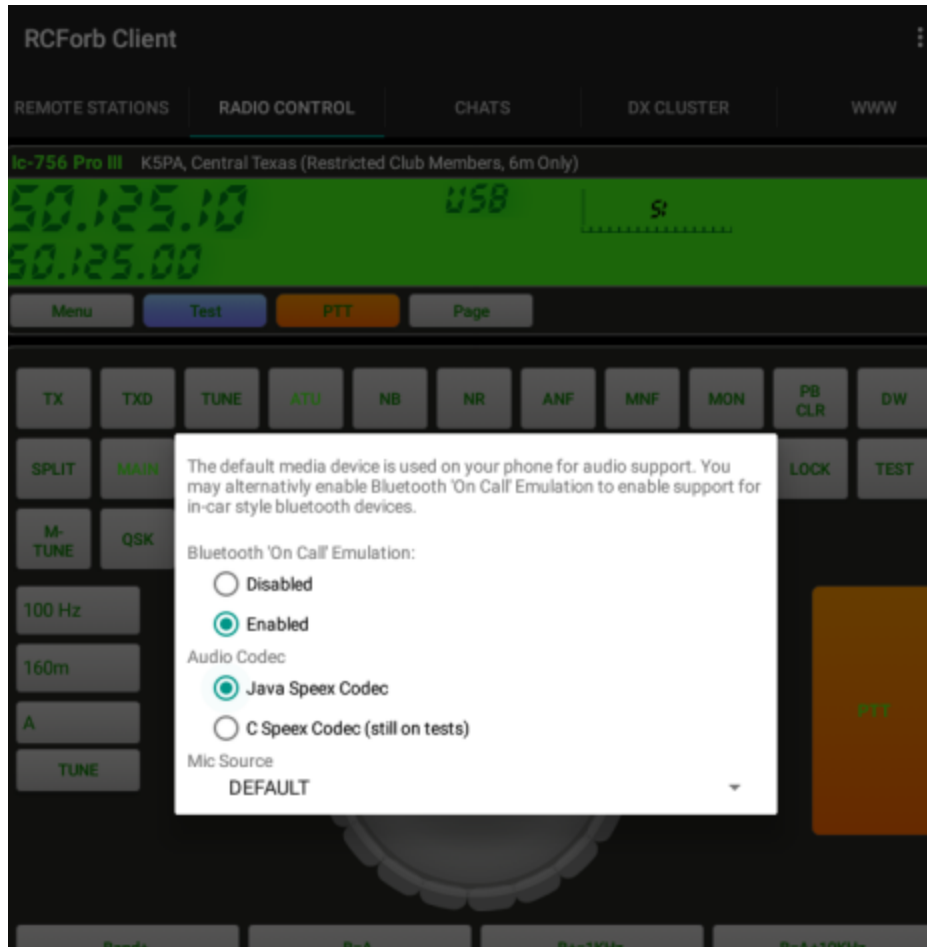 RCForb Client
REMOTE STATIONS RADIO CONTROL CHATS DX CLUSTER WWW
Ic-756 Pro III K5PA, Central Texas (Restricted Club Members, 6m Only)
50.125.10 USB S:
50.125.00
Menu Test PTT Page
TX TXD TUNE ATU NB NR ANF MNF MON PB CLR DW
SPLIT MAIN LOCK TEST
M-TUNE QSK
The default media device is used on your phone for audio support. You
may alternativly enable Bluetooth 'On Call' Emulation to enable support for
in-car style bluetooth devices.
Bluetooth 'On Call' Emulation:
Disabled
Enabled
Audio Codec
Java Speex Codec
C Speex Codec (still on tests)
Mic Source
DEFAULT
100 Hz
160m
A
TUNE
PTT